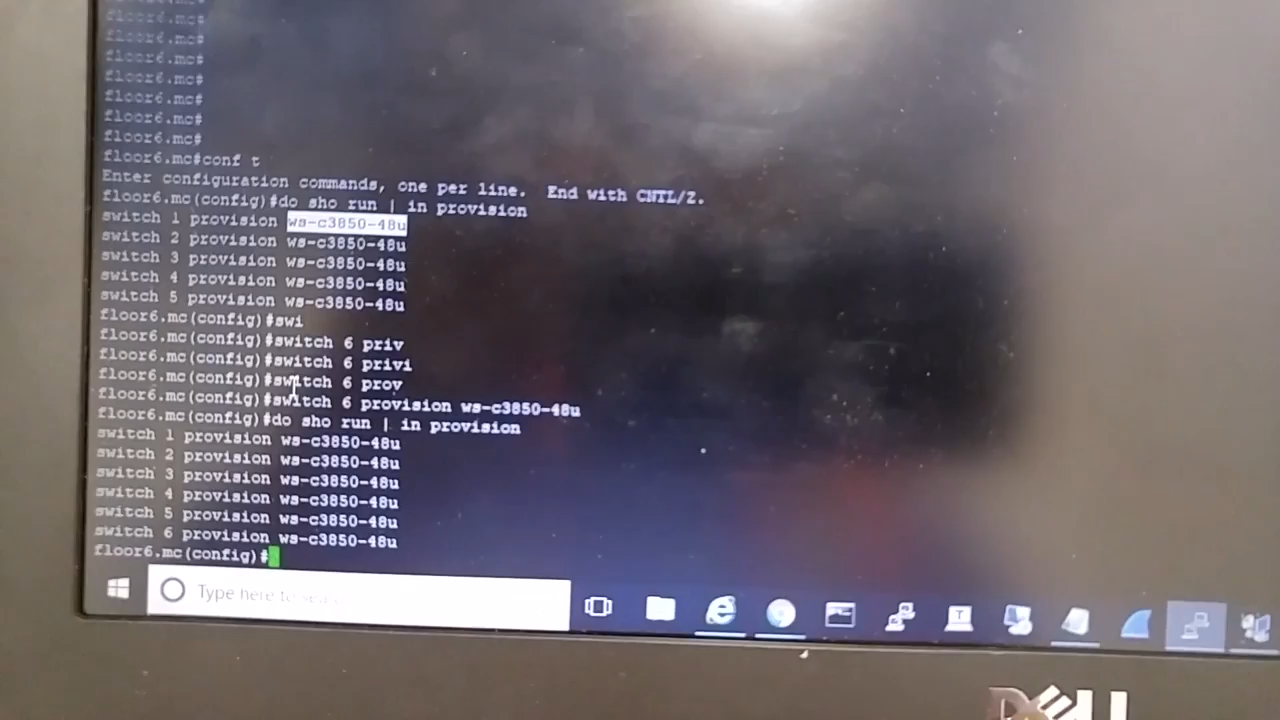 floor6.mc#
floor6.mc#
floor6.mc#
floor6.mc#
floor6.mc#
floor6.mc#
floor6.mc#
floor6.mc#conf t
Enter configuration commands, one per line.  End with CNTL/Z.
floor6.mc(config)#do sho run | in provision
switch 1 provision ws-c3850-48u
switch 2 provision ws-c3850-48u
switch 3 provision ws-c3850-48u
switch 4 provision ws-c3850-48u
switch 5 provision ws-c3850-48u
floor6.mc(config)#swi
floor6.mc(config)#switch 6 priv
floor6.mc(config)#switch 6 privi
floor6.mc(config)#switch 6 prov
floor6.mc(config)#switch 6 provision ws-c3850-48u
floor6.mc(config)#do sho run | in provision
switch 1 provision ws-c3850-48u
switch 2 provision ws-c3850-48u
switch 3 provision ws-c3850-48u
switch 4 provision ws-c3850-48u
switch 5 provision ws-c3850-48u
switch 6 provision ws-c3850-48u
floor6.mc(config)#
Type here to
T
DELL